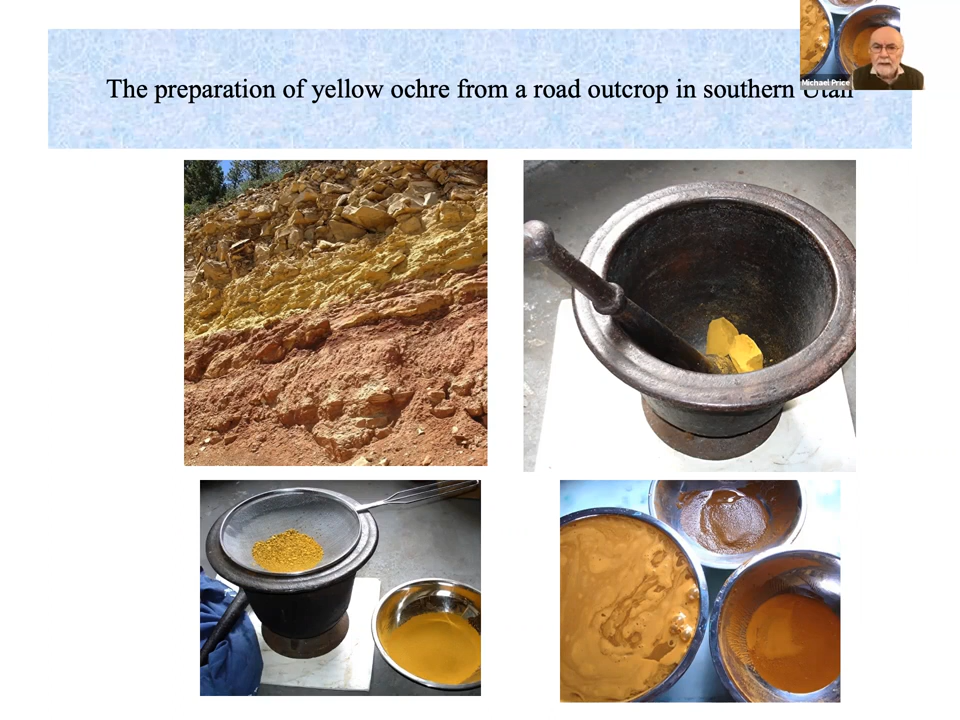 The preparation of yellow ochre from a road outcrop in southern Utah
Michael Price